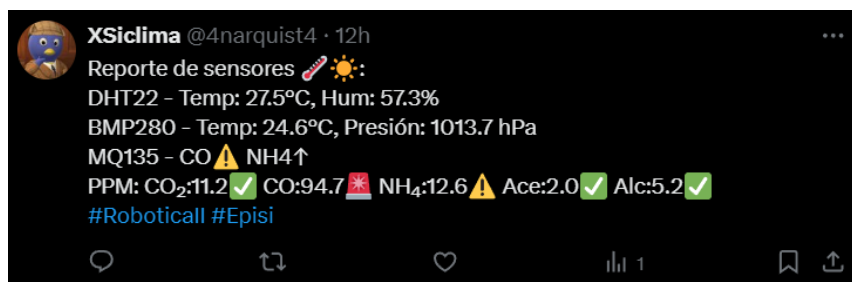 XSiclima @4narquist4 · 12h
Reporte de sensores 🌡️☀️:
DHT22 - Temp: 27.5ºC, Hum: 57.3%
BMP280 - Temp: 24.6ºC, Presión: 1013.7 hPa
MQ135 - CO⚠️ NH4↑
PPM: CO₂:11.2✅ CO:94.7🚨 NH₄:12.6⚠️ Ace:2.0✅ Alc:5.2✅
#RoboticaII #Episi
1